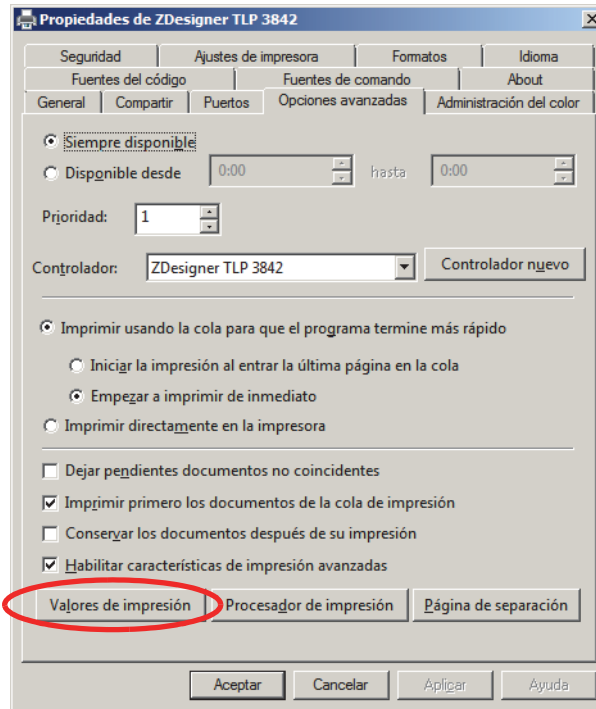 Propiedades de ZDesigner TLP 3842
Seguridad Ajustes de impresora Formatos Idioma
Fuentes del código Fuentes de comando About
General Compartir Puertos Opciones avanzadas Administración del color
Siempre disponible
Disponible desde 0:00 hasta 0:00
Prioridad: 1
Controlador: ZDesigner TLP 3842 Controlador nuevo
Imprimir usando la cola para que el programa termine más rápido
Iniciar la impresión al entrar la última página en la cola
Empezar a imprimir de inmediato
Imprimir directamente en la impresora
Dejar pendientes documentos no coincidentes
Imprimir primero los documentos de la cola de impresión
Conservar los documentos después de su impresión
Habilitar características de impresión avanzadas
Valores de impresión Procesador de impresión Página de separación
Aceptar Cancelar Aplicar Ayuda